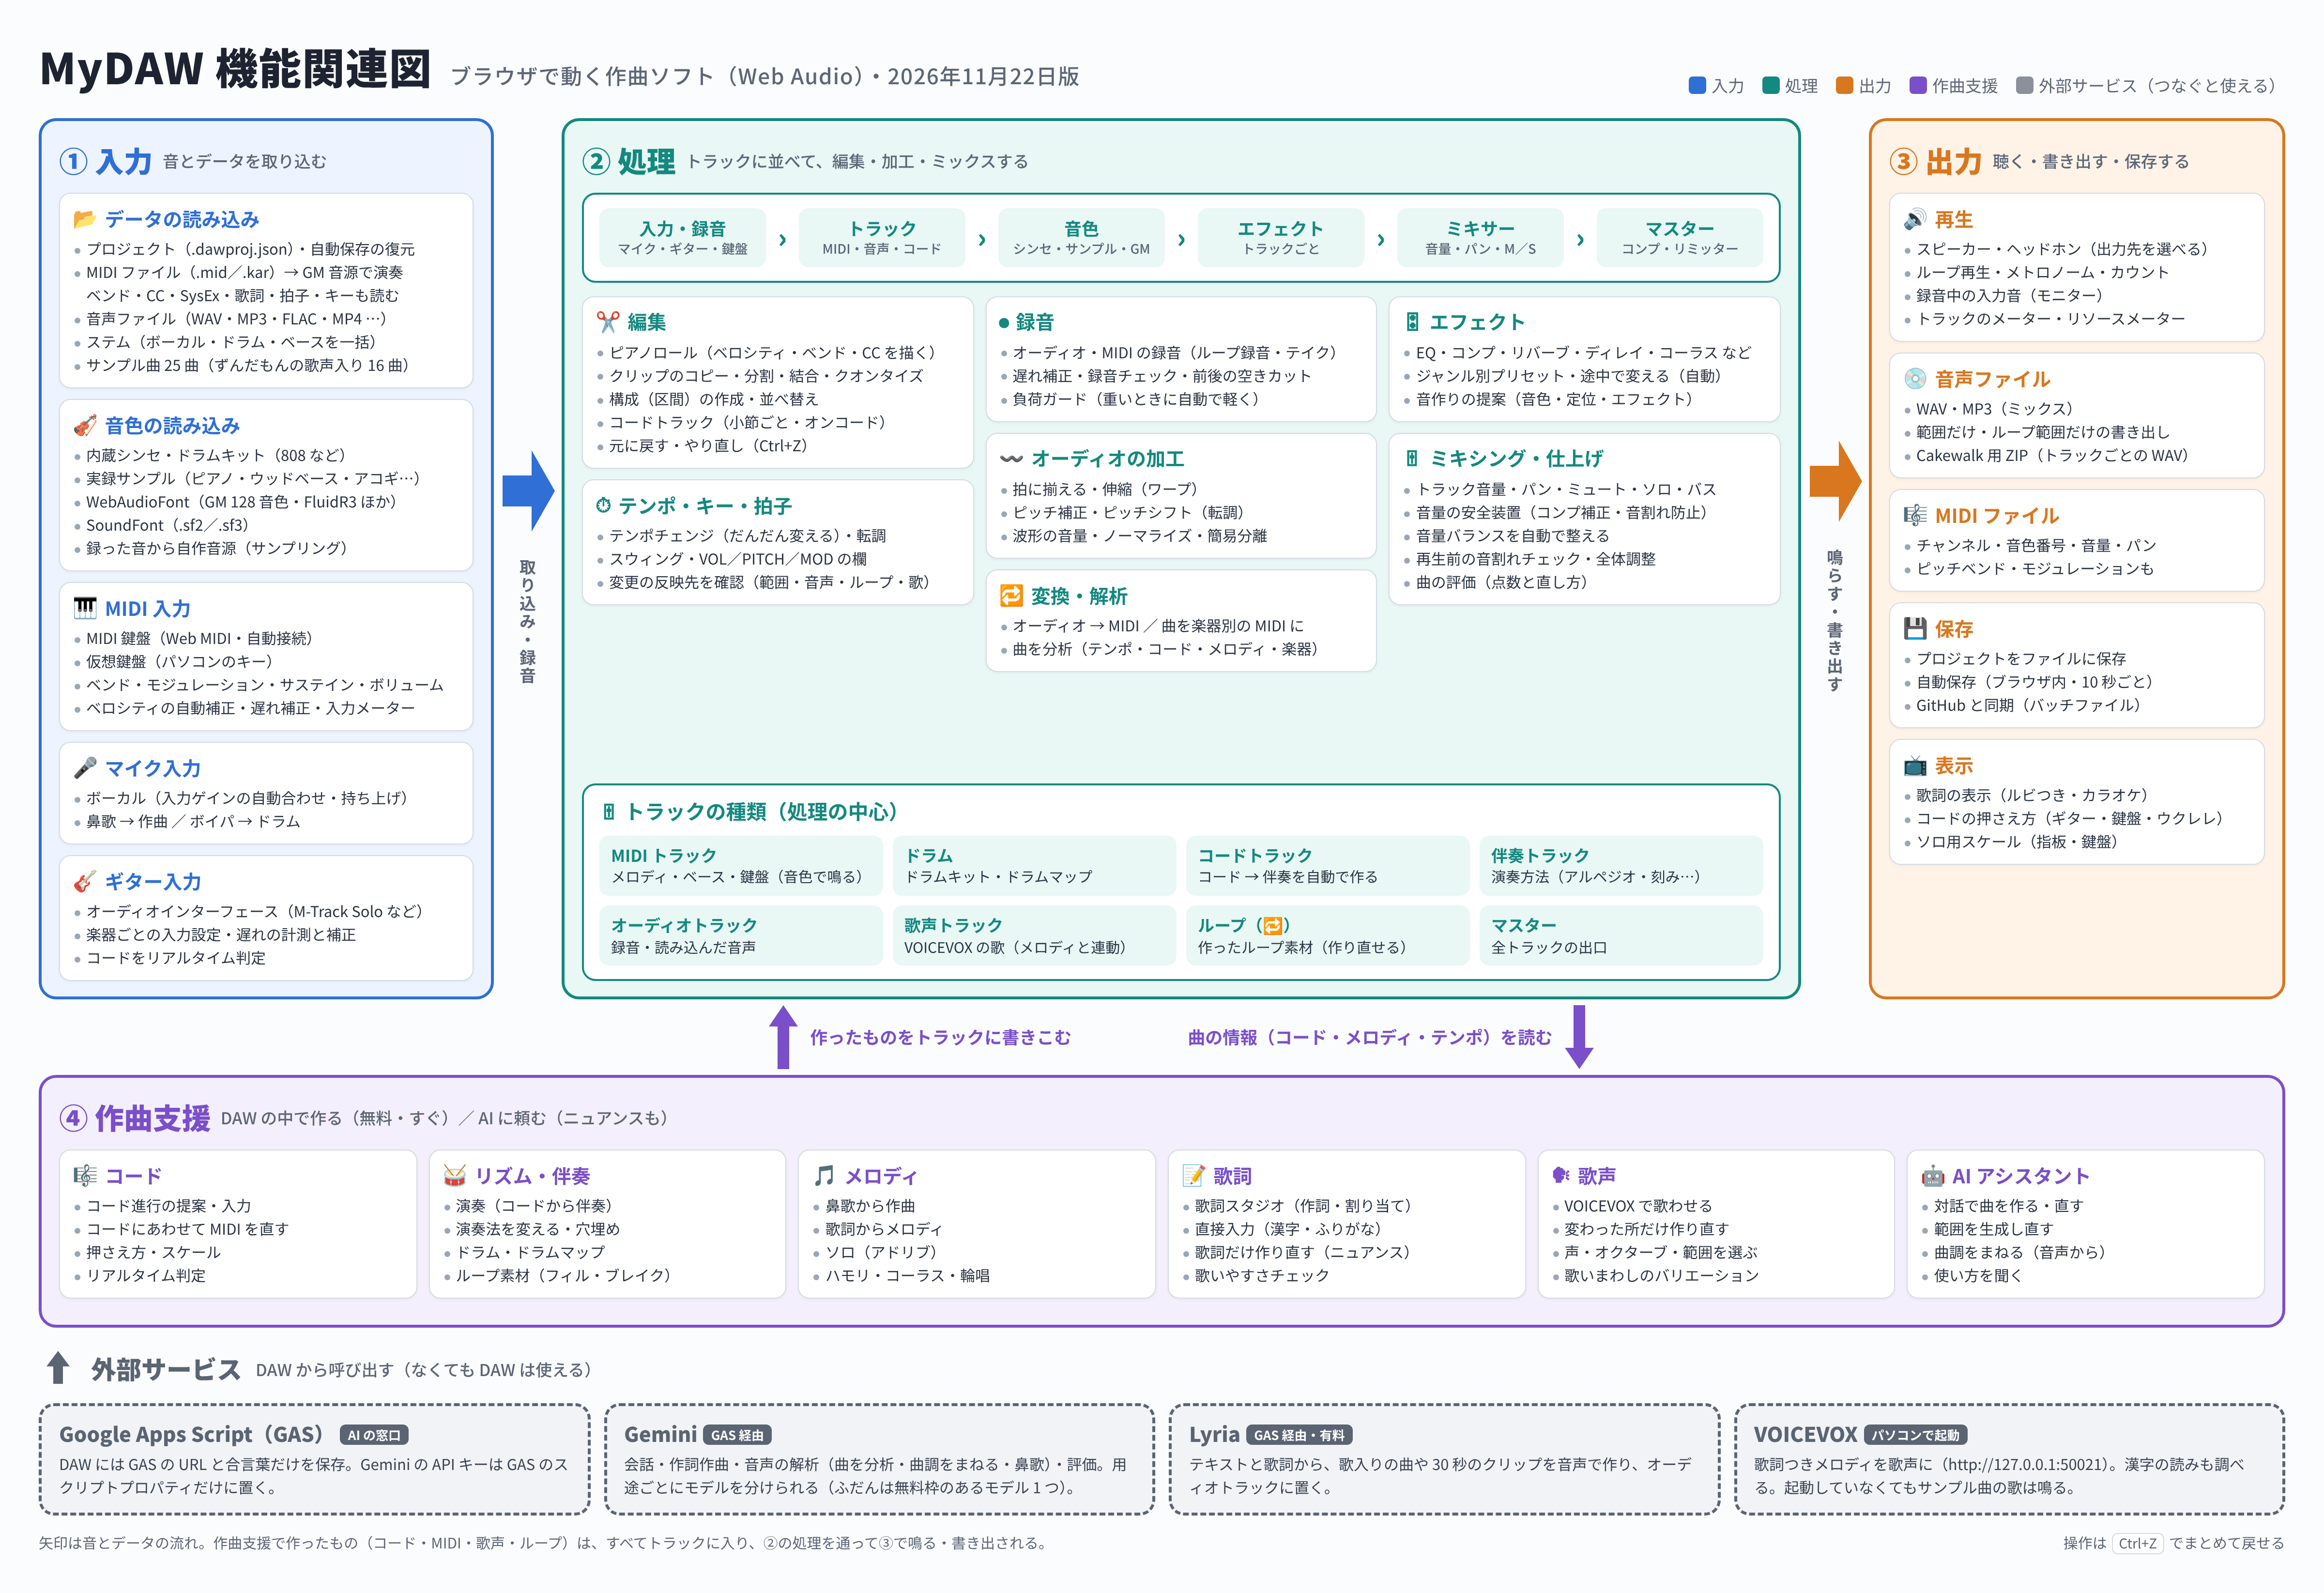 MyDAW 機能関連図 ブラウザで動く作曲ソフト（Web Audio）・2026年11月22日版
入力 処理 出力 作曲支援 外部サービス（つなぐと使える）
① 入力 音とデータを取り込む
データの読み込み
プロジェクト（.dawproj.json）・自動保存の復元
MIDI ファイル（.mid／.kar）→ GM 音源で演奏
ベンド・CC・SysEx・歌詞・拍子・キーも読む
音声ファイル（WAV・MP3・FLAC・MP4 …）
ステム（ボーカル・ドラム・ベースを一括）
サンプル曲 25 曲（ずんだもんの歌声入り 16 曲）
音色の読み込み
内蔵シンセ・ドラムキット（808 など）
実録サンプル（ピアノ・ウッドベース・アコギ…）
WebAudioFont（GM 128 音色・FluidR3 ほか）
SoundFont（.sf2／.sf3）
録った音から自作音源（サンプリング）
MIDI 入力
MIDI 鍵盤（Web MIDI・自動接続）
仮想鍵盤（パソコンのキー）
ベンド・モジュレーション・サステイン・ボリューム
ベロシティの自動補正・遅れ補正・入力メーター
マイク入力
ボーカル（入力ゲインの自動合わせ・持ち上げ）
鼻歌 → 作曲 ／ ボイパ → ドラム
ギター入力
オーディオインターフェース（M-Track Solo など）
楽器ごとの入力設定・遅れの計測と補正
コードをリアルタイム判定
取り込み・録音
② 処理 トラックに並べて、編集・加工・ミックスする
入力・録音
マイク・ギター・鍵盤
›
トラック
MIDI・音声・コード
›
音色
シンセ・サンプル・GM
›
エフェクト
トラックごと
›
ミキサー
音量・パン・M／S
›
マスター
コンプ・リミッター
編集
ピアノロール（ベロシティ・ベンド・CC を描く）
クリップのコピー・分割・結合・クオンタイズ
構成（区間）の作成・並べ替え
コードトラック（小節ごと・オンコード）
元に戻す・やり直し（Ctrl+Z）
テンポ・キー・拍子
テンポチェンジ（だんだん変える）・転調
スウィング・VOL／PITCH／MOD の欄
変更の反映先を確認（範囲・音声・ループ・歌）
録音
オーディオ・MIDI の録音（ループ録音・テイク）
遅れ補正・録音チェック・前後の空きカット
負荷ガード（重いときに自動で軽く）
オーディオの加工
拍に揃える・伸縮（ワープ）
ピッチ補正・ピッチシフト（転調）
波形の音量・ノーマライズ・簡易分離
変換・解析
オーディオ → MIDI ／ 曲を楽器別の MIDI に
曲を分析（テンポ・コード・メロディ・楽器）
エフェクト
EQ・コンプ・リバーブ・ディレイ・コーラス など
ジャンル別プリセット・途中で変える（自動）
音作りの提案（音色・定位・エフェクト）
ミキシング・仕上げ
トラック音量・パン・ミュート・ソロ・バス
音量の安全装置（コンプ補正・音割れ防止）
音量バランスを自動で整える
再生前の音割れチェック・全体調整
曲の評価（点数と直し方）
トラックの種類（処理の中心）
MIDI トラック
メロディ・ベース・鍵盤（音色で鳴る）
ドラム
ドラムキット・ドラムマップ
コードトラック
コード → 伴奏を自動で作る
伴奏トラック
演奏方法（アルペジオ・刻み…）
オーディオトラック
録音・読み込んだ音声
歌声トラック
VOICEVOX の歌（メロディと連動）
ループ（🔁）
作ったループ素材（作り直せる）
マスター
全トラックの出口
鳴らす・書き出す
③ 出力 聴く・書き出す・保存する
再生
スピーカー・ヘッドホン（出力先を選べる）
ループ再生・メトロノーム・カウント
録音中の入力音（モニター）
トラックのメーター・リソースメーター
音声ファイル
WAV・MP3（ミックス）
範囲だけ・ループ範囲だけの書き出し
Cakewalk 用 ZIP（トラックごとの WAV）
MIDI ファイル
チャンネル・音色番号・音量・パン
ピッチベンド・モジュレーションも
保存
プロジェクトをファイルに保存
自動保存（ブラウザ内・10 秒ごと）
GitHub と同期（バッチファイル）
表示
歌詞の表示（ルビつき・カラオケ）
コードの押さえ方（ギター・鍵盤・ウクレレ）
ソロ用スケール（指板・鍵盤）
作ったものをトラックに書きこむ
曲の情報（コード・メロディ・テンポ）を読む
④ 作曲支援 DAW の中で作る（無料・すぐ）／ AI に頼む（ニュアンスも）
コード
コード進行の提案・入力
コードにあわせて MIDI を直す
押さえ方・スケール
リアルタイム判定
リズム・伴奏
演奏（コードから伴奏）
演奏法を変える・穴埋め
ドラム・ドラムマップ
ループ素材（フィル・ブレイク）
メロディ
鼻歌から作曲
歌詞からメロディ
ソロ（アドリブ）
ハモリ・コーラス・輪唱
歌詞
歌詞スタジオ（作詞・割り当て）
直接入力（漢字・ふりがな）
歌詞だけ作り直す（ニュアンス）
歌いやすさチェック
歌声
VOICEVOX で歌わせる
変わった所だけ作り直す
声・オクターブ・範囲を選ぶ
歌いまわしのバリエーション
AI アシスタント
対話で曲を作る・直す
範囲を生成し直す
曲調をまねる（音声から）
使い方を聞く
外部サービス DAW から呼び出す（なくても DAW は使える）
Google Apps Script（GAS） AI の窓口
DAW には GAS の URL と合言葉だけを保存。Gemini の API キーは GAS のス
クリプトプロパティだけに置く。
Gemini GAS 経由
会話・作詞作曲・音声の解析（曲を分析・曲調をまねる・鼻歌）・評価。用
途ごとにモデルを分けられる（ふだんは無料枠のあるモデル 1 つ）。
Lyria GAS 経由・有料
テキストと歌詞から、歌入りの曲や 30 秒のクリップを音声で作り、オーデ
ィオトラックに置く。
VOICEVOX パソコンで起動
歌詞つきメロディを歌声に（http://127.0.0.1:50021）。漢字の読みも調べ
る。起動していなくてもサンプル曲の歌は鳴る。
矢印は音とデータの流れ。作曲支援で作ったもの（コード・MIDI・歌声・ループ）は、すべてトラックに入り、②の処理を通って③で鳴る・書き出される。
操作は Ctrl+Z でまとめて戻せる